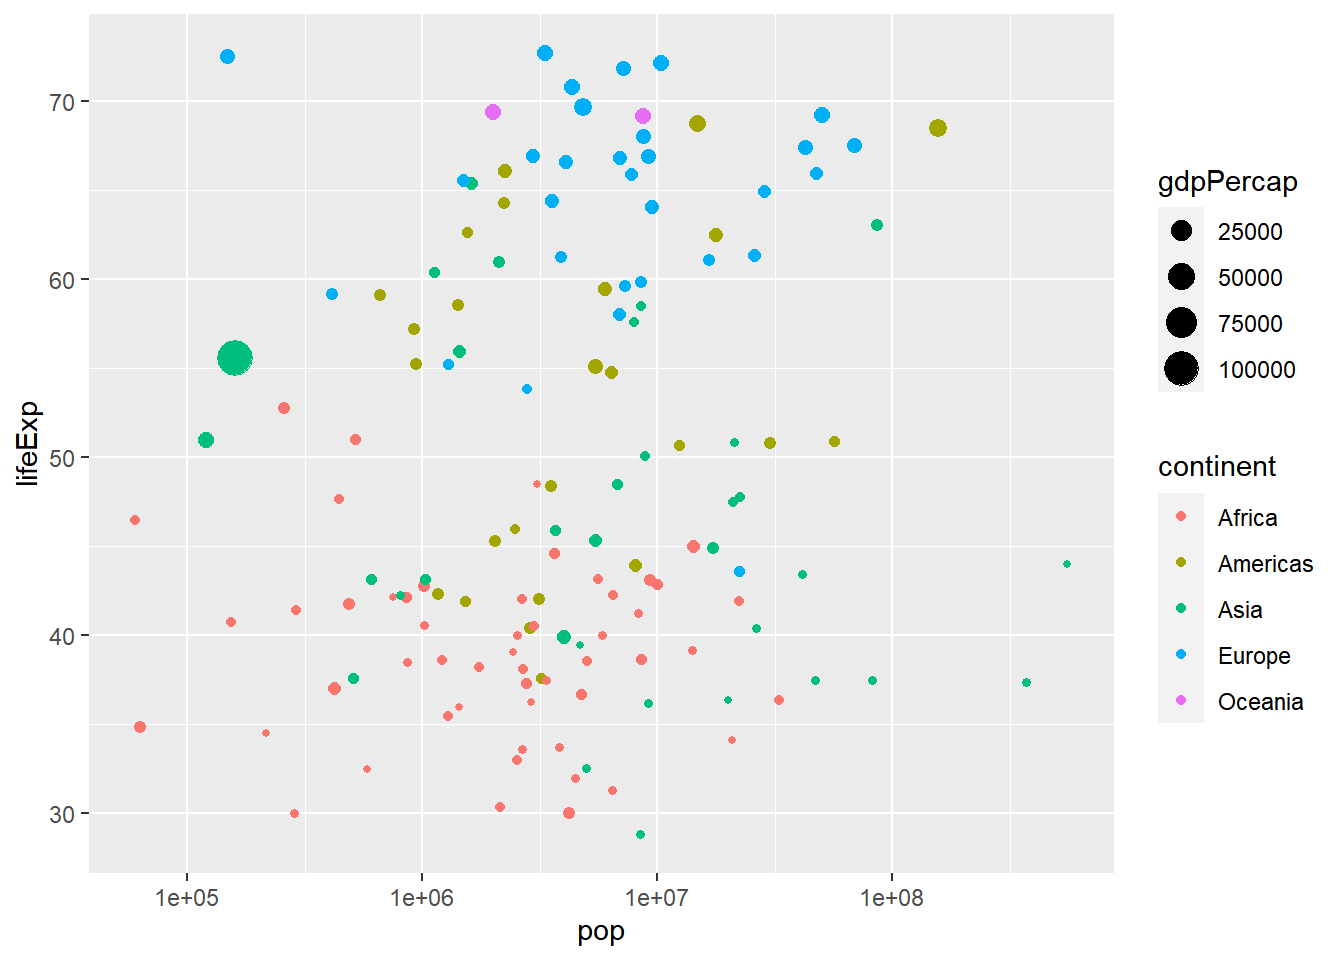 70
60
50
40
30
lifeExp
1e+05
1e+06
1e+07
1e+08
pop
gdpPercap
25000
50000
75000
100000
continent
Africa
Americas
Asia
Europe
Oceania